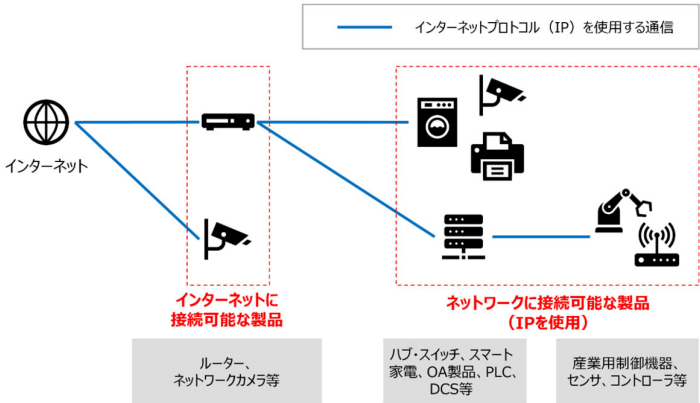 インターネットプロトコル（IP）を使用する通信
インターネット
インターネットに
接続可能な製品
ネットワークに接続可能な製品
（IPを使用）
ルーター、
ネットワークカメラ等
ハブ・スイッチ、スマート
家電、OA製品、PLC、
DCS等
産業用制御機器、
センサ、コントローラ等